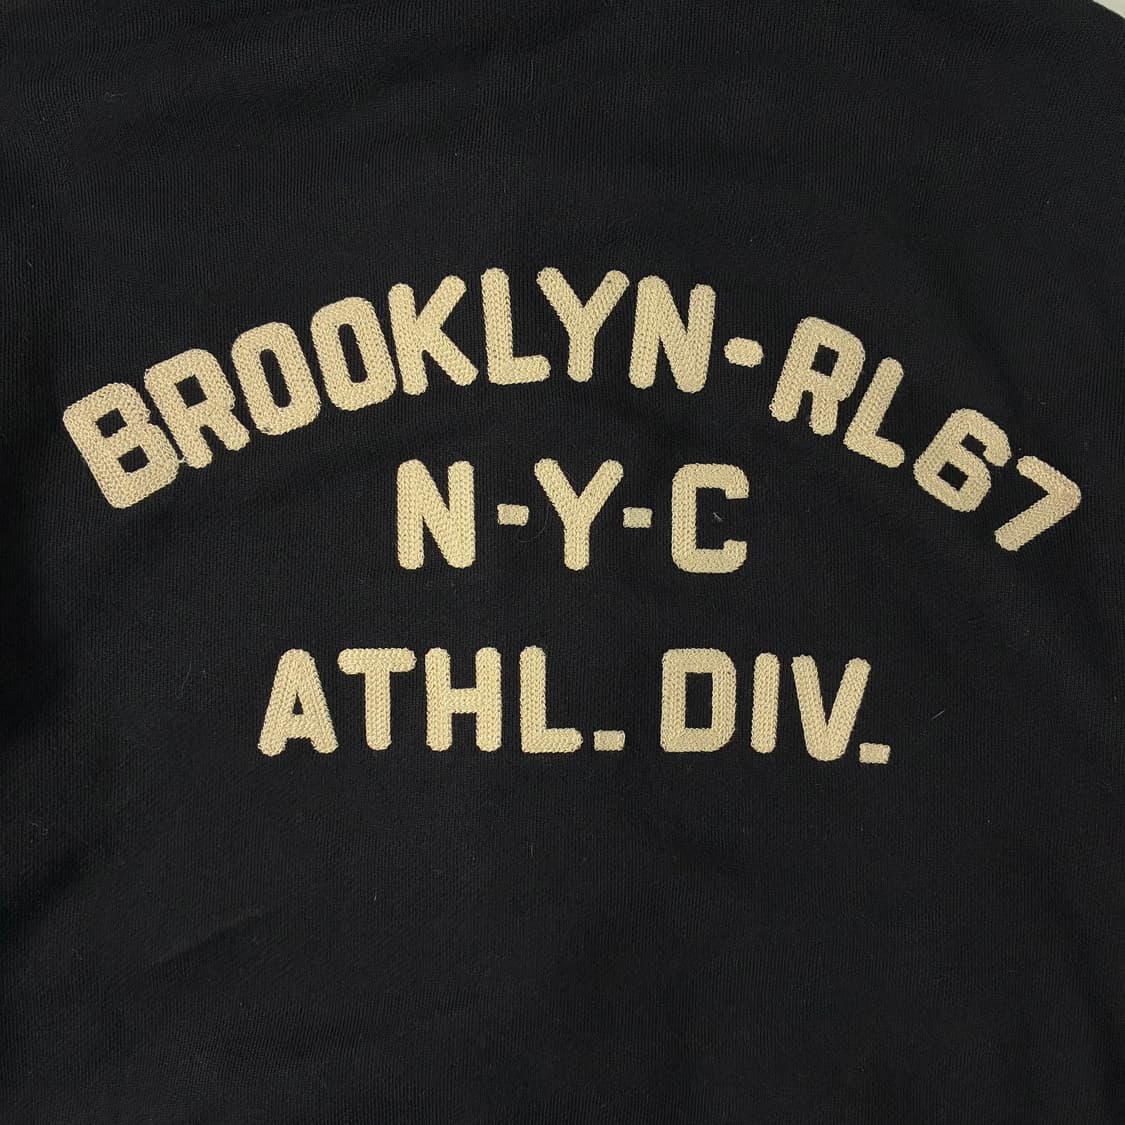 BROOKLYN-RL67
N-Y-C
ATHL. DIV.